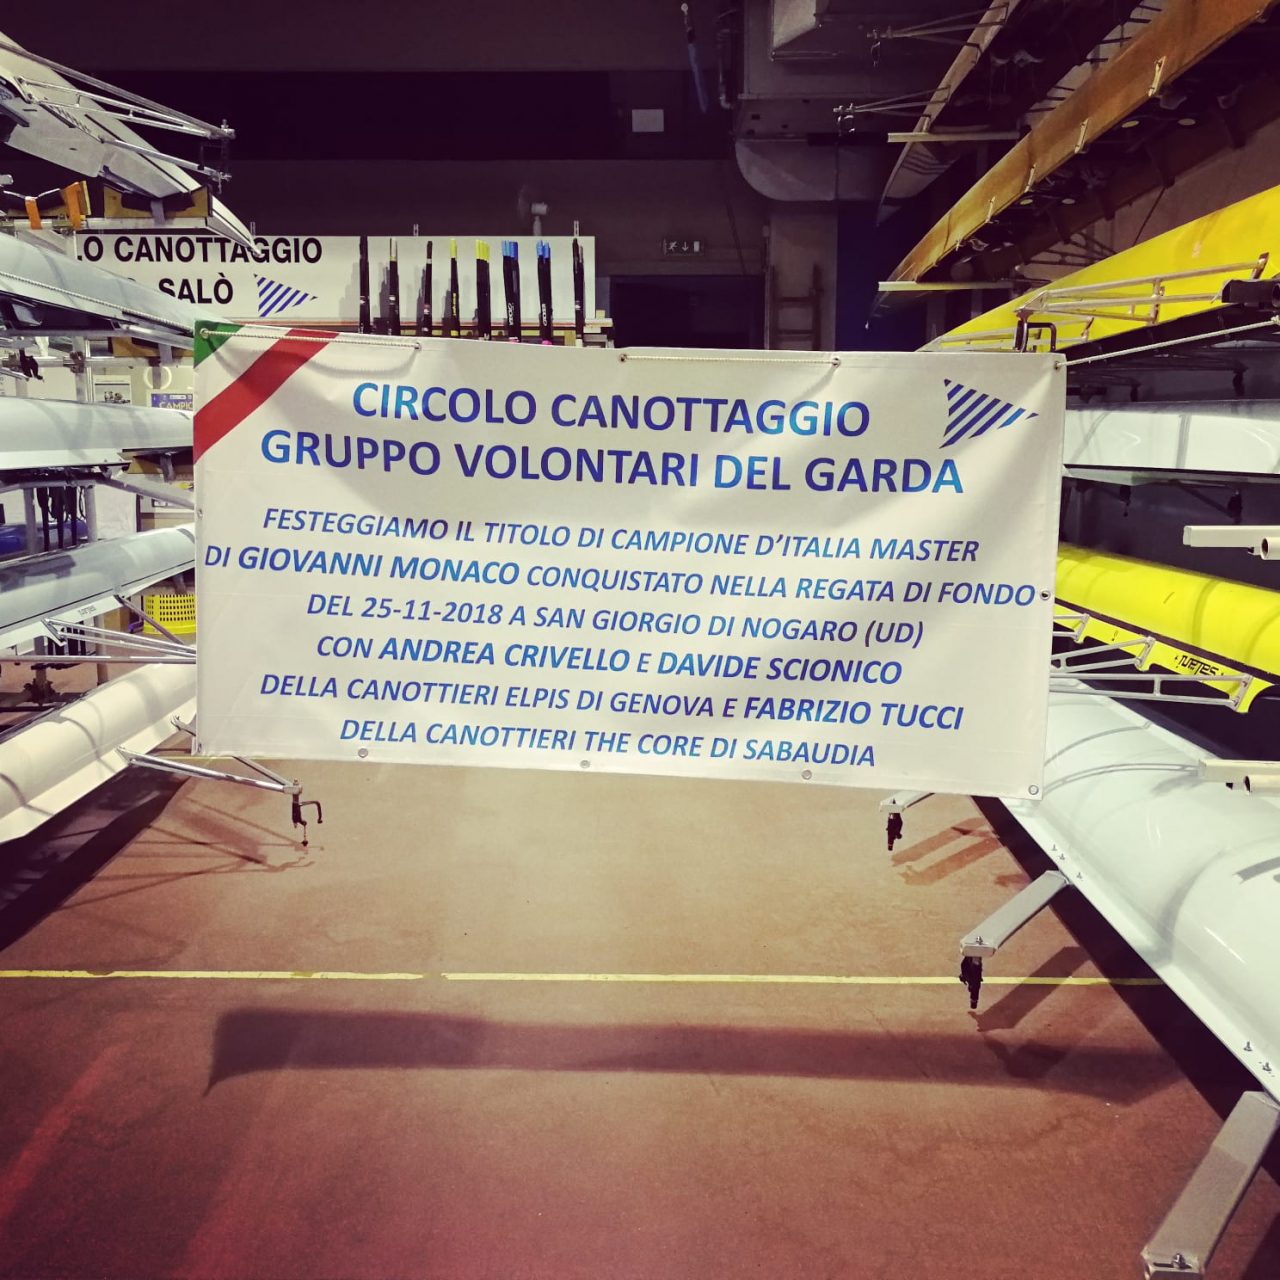 LO CANOTTAGGIO
SALÒ
CIRCOLO CANOTTAGGIO
GRUPPO VOLONTARI DEL GARDA
FESTEGGIAMO IL TITOLO DI CAMPIONE D'ITALIA MASTER
DI GIOVANNI MONACO CONQUISTATO NELLA REGATA DI FONDO
DEL 25-11-2018 A SAN GIORGIO DI NOGARO (UD)
CON ANDREA CRIVELLO E DAVIDE SCIONICO
DELLA CANOTTIERI ELPIS DI GENOVA E FABRIZIO TUCCI
DELLA CANOTTIERI THE CORE DI SABAUDIA
salani